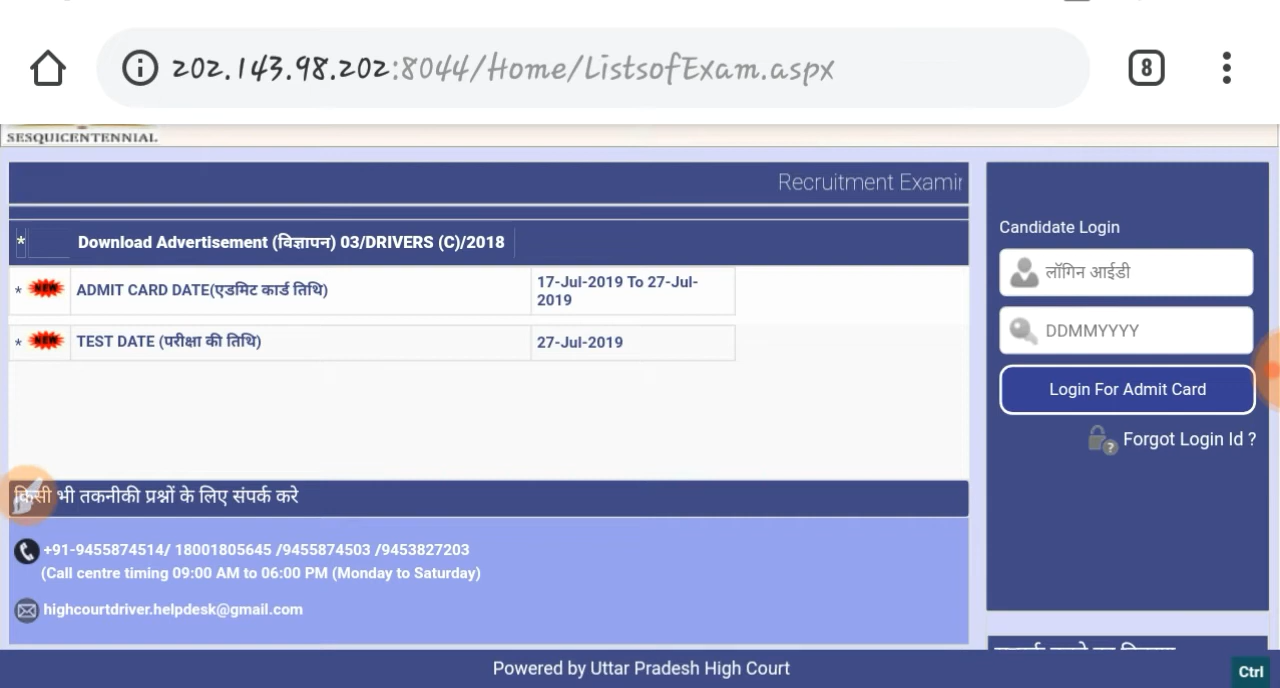 202.143.98.202:8044/Home/ListsofExam.aspx
8
SESQUICENTENNIAL
Recruitment Examin
* Download Advertisement (विज्ञापन) 03/DRIVERS (C)/2018
* NEW ADMIT CARD DATE(एडमिट कार्ड तिथि) 17-Jul-2019 To 27-Jul-
2019
* NEW TEST DATE (परीक्षा की तिथि) 27-Jul-2019
किसी भी तकनीकी प्रश्नों के लिए संपर्क करे
+91-9455874514/ 18001805645 /9455874503 /9453827203
(Call centre timing 09:00 AM to 06:00 PM (Monday to Saturday)
highcourtdriver.helpdesk@gmail.com
Candidate Login
लॉगिन आईडी
DDMMYYYY
Login For Admit Card
Forgot Login Id ?
Powered by Uttar Pradesh High Court
Ctrl